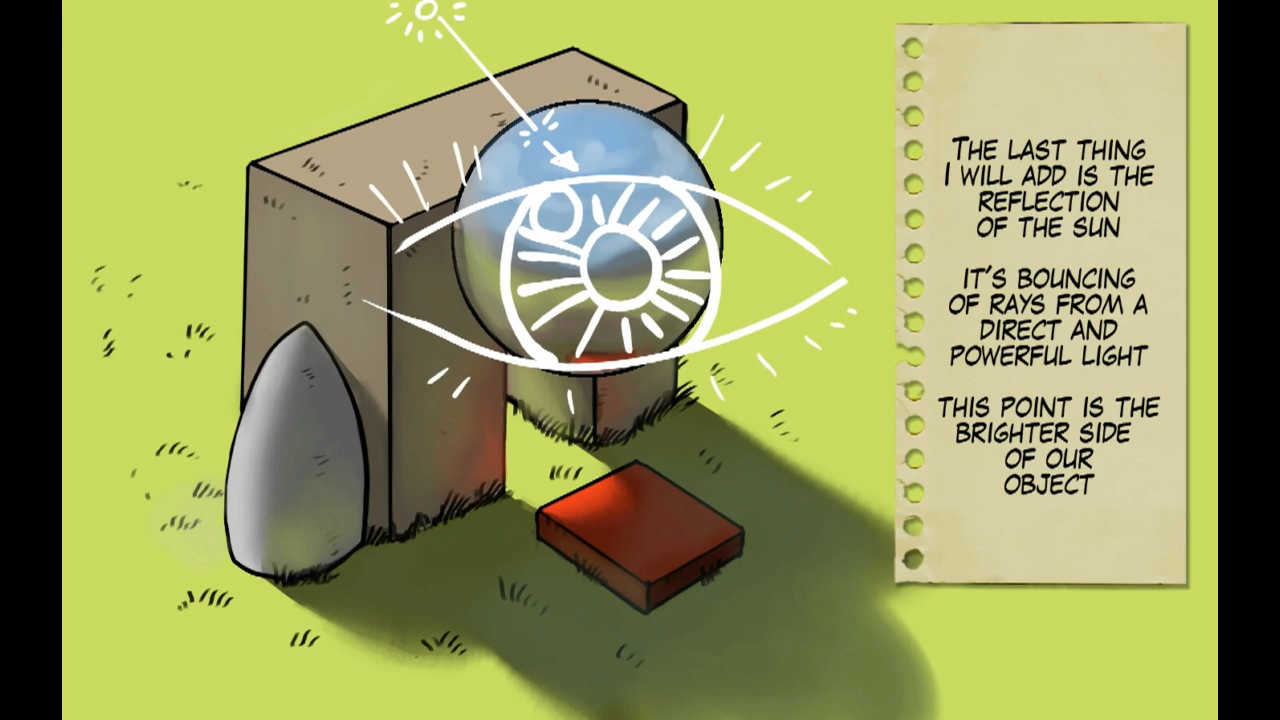 THE LAST THING
I WILL ADD IS THE
REFLECTION
OF THE SUN
IT'S BOUNCING
OF RAYS FROM A
DIRECT AND
POWERFUL LIGHT
THIS POINT IS THE
BRIGHTER SIDE
OF OUR
OBJECT